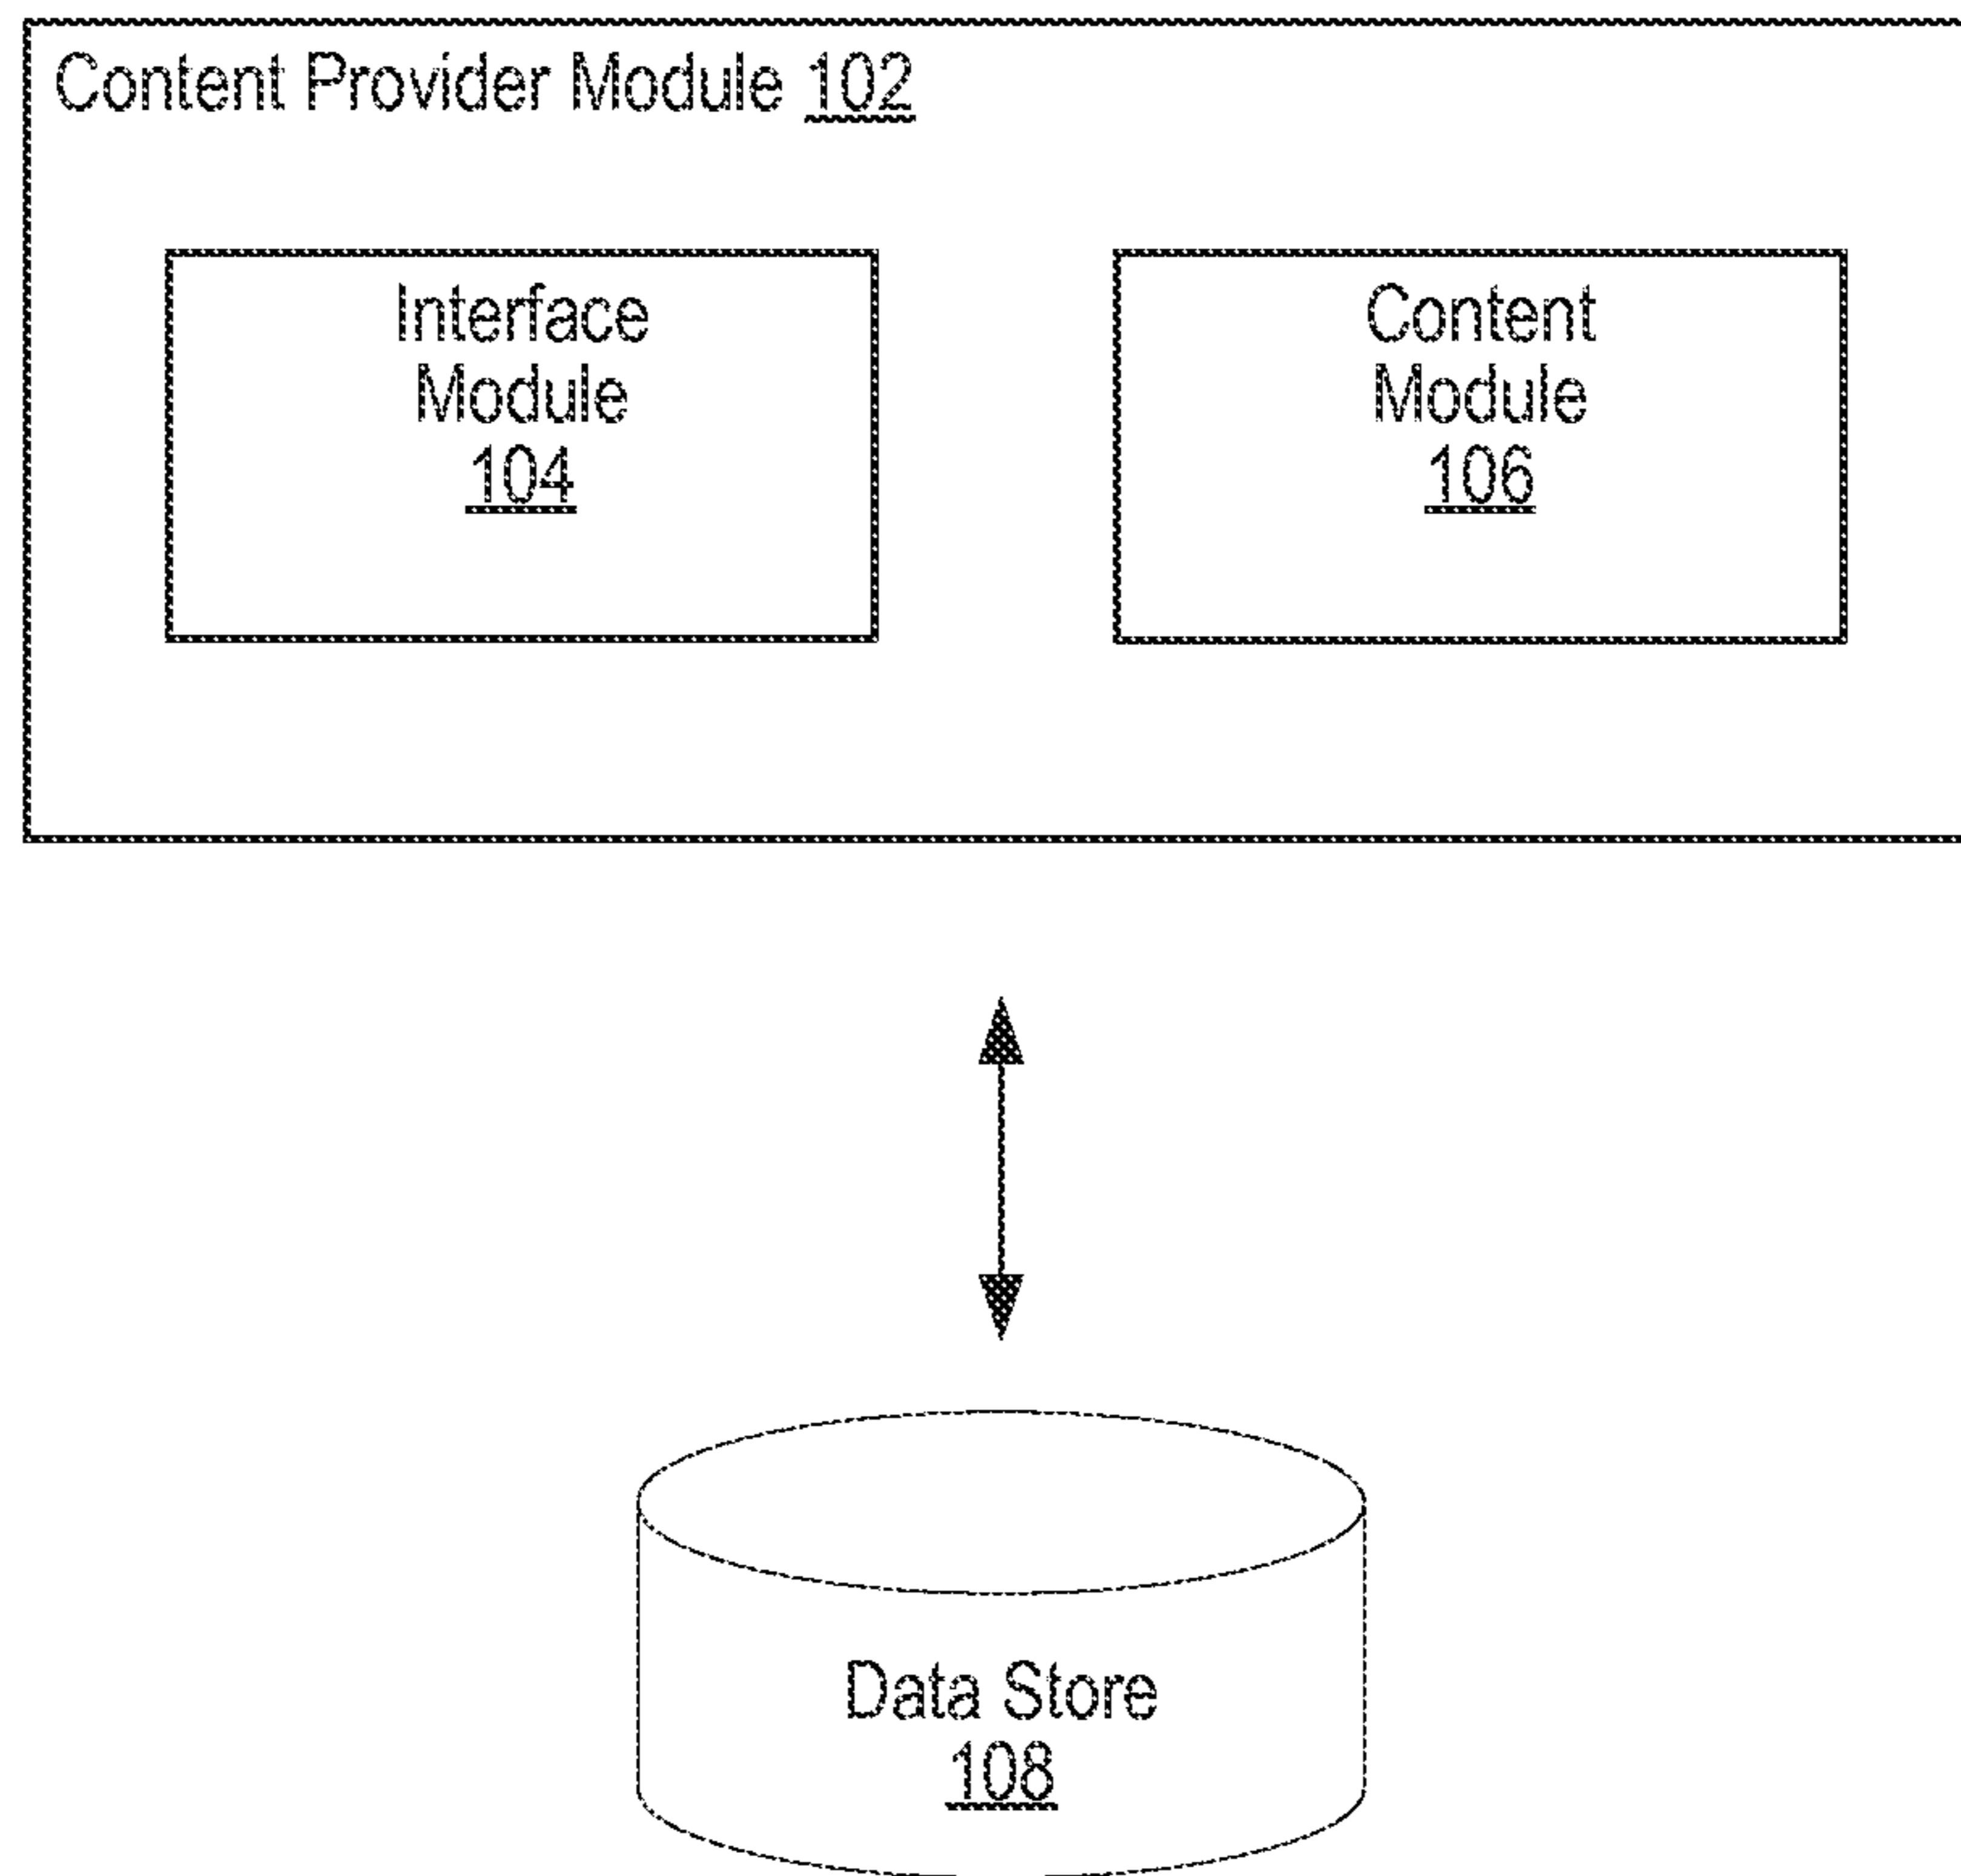 Content Provider Module 102
Interface
Module
104
Content
Module
106
Data Store
108